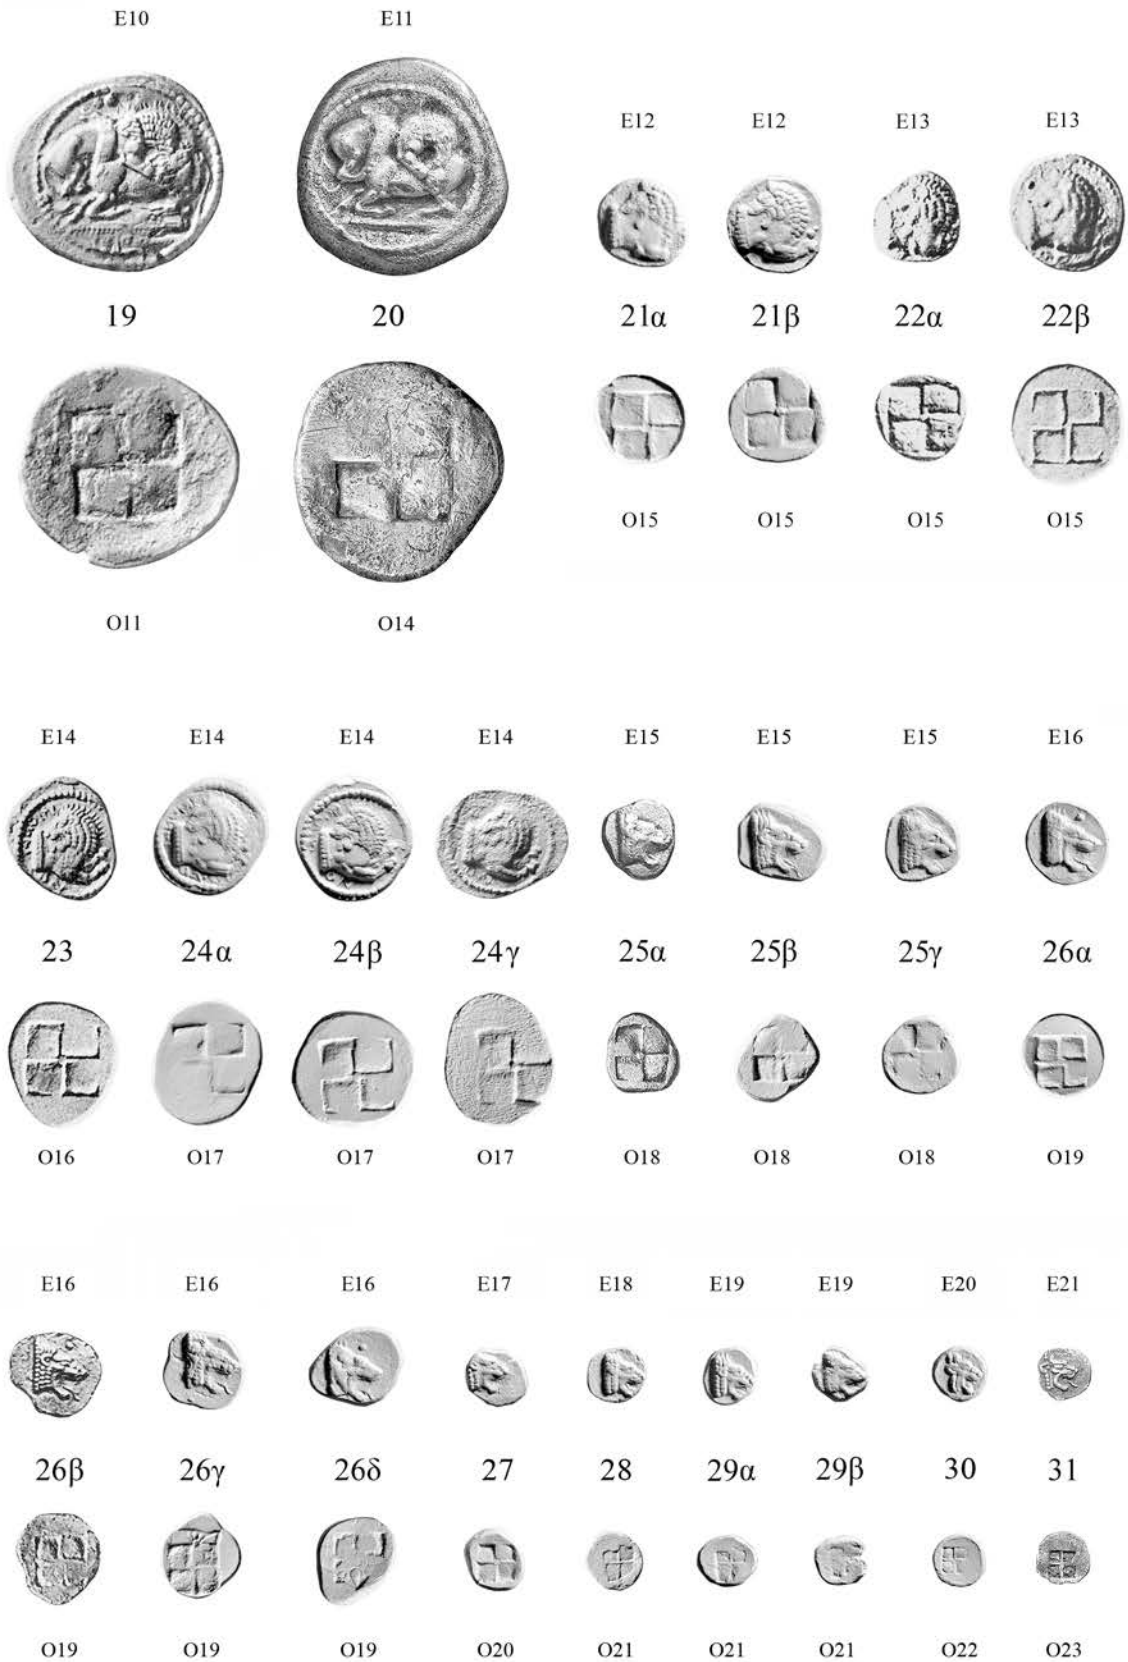 E10 E11
E12 E12 E13 E13
19 20 21α 21β 22α 22β
O15 O15 O15 O15
O11 O14
E14 E14 E14 E14 E15 E15 E15 E16
23 24α 24β 24γ 25α 25β 25γ 26α
O16 O17 O17 O17 O18 O18 O18 O19
E16 E16 E16 E17 E18 E19 E19 E20 E21
26β 26γ 26δ 27 28 29α 29β 30 31
O19 O19 O19 O20 O21 O21 O21 O22 O23